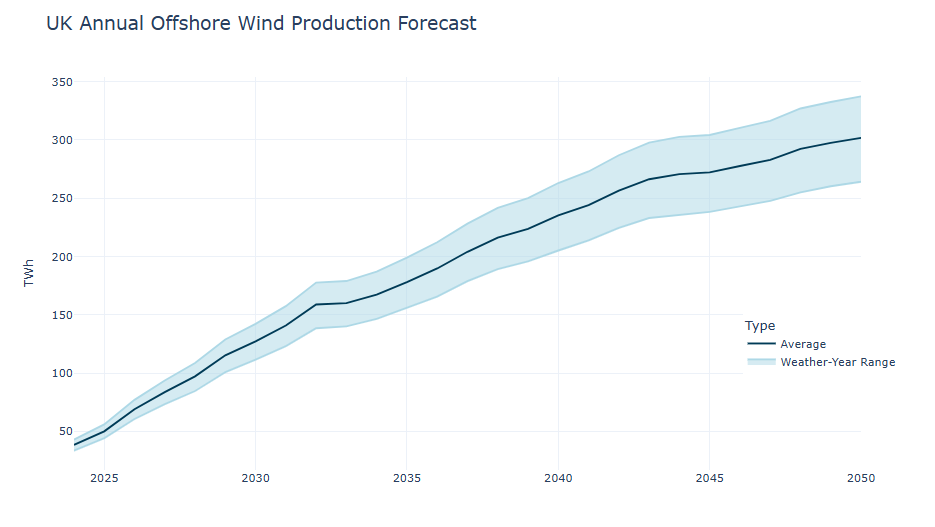 UK Annual Offshore Wind Production Forecast
350
300
250
200
150
100
50
TWh
Type
Average
Weather-Year Range
2025
2030
2035
2040
2045
2050